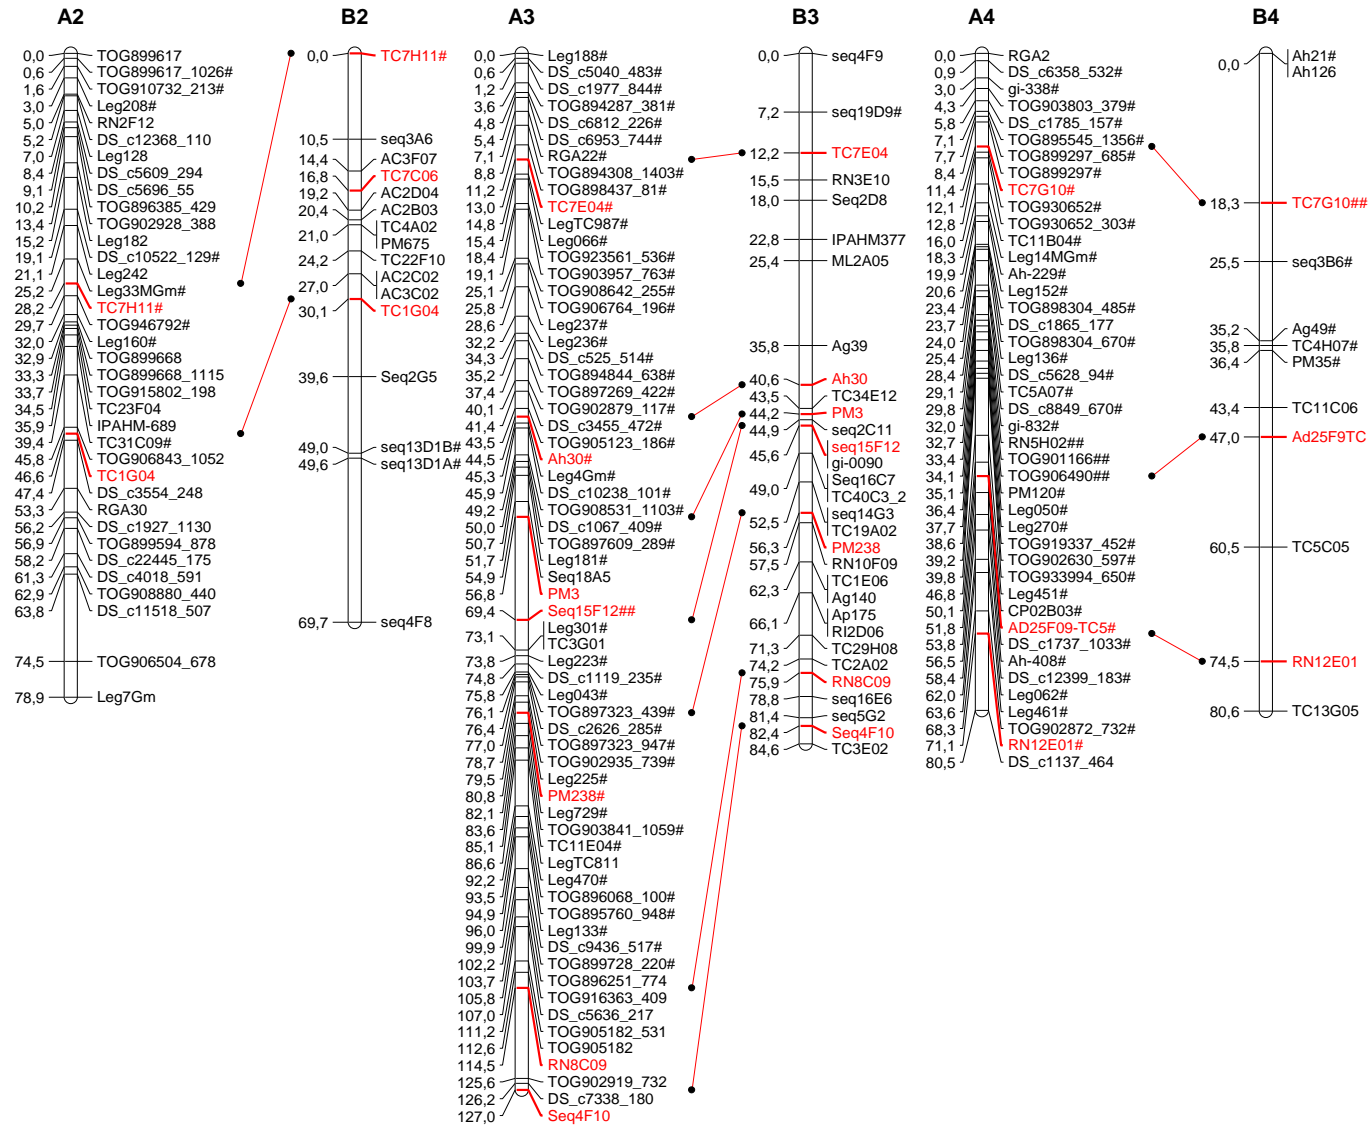 A2
0,0 TOG899617
0,6 TOG899617_1026#
1,6 TOG910732_213#
3,0 Leg208#
5,0 RN2F12
5,2 DS_c12368_110
7,0 Leg128
8,4 DS_c5609_294
9,1 DS_c5696_55
10,2 TOG896385_429
13,4 TOG902928_388
15,2 Leg182
19,1 DS_c10522_129#
21,1 Leg242
25,2 Leg33MGm#
28,2 TC7H11#
29,7 TOG946792#
32,0 Leg160#
32,9 TOG899668
33,3 TOG899668_1115
33,7 TOG915802_198
34,5 TC23F04
35,9 IPAHM-689
39,4 TC31C09#
45,8 TOG906843_1052
46,6 TC1G04
47,4 DS_c3554_248
53,3 RGA30
56,2 DS_c1927_1130
56,9 TOG899594_878
58,2 DS_c22445_175
61,3 DS_c4018_591
62,9 TOG908880_440
63,8 DS_c11518_507
74,5 TOG906504_678
78,9 Leg7Gm
B2
0,0 TC7H11#
10,5 seq3A6
14,4 AC3F07
16,8 TC7C06
19,2 AC2D04
20,4 AC2B03
21,0 TC4A02
PM675
24,2 TC22F10
27,0 AC2C02
AC3C02
30,1 TC1G04
39,6 Seq2G5
49,0 seq13D1B#
49,6 seq13D1A#
69,7 seq4F8
A3
0,0 Leg188#
0,6 DS_c5040_483#
1,2 DS_c1977_844#
3,6 TOG894287_381#
4,8 DS_c6812_226#
5,4 DS_c6953_744#
7,1 RGA22#
8,8 TOG894308_1403#
11,2 TOG898437_81#
13,0 TC7E04#
14,8 LegTC987#
15,4 Leg066#
18,4 TOG923561_536#
19,1 TOG903957_763#
25,1 TOG908642_255#
25,8 TOG906764_196#
28,6 Leg237#
32,2 Leg236#
34,3 DS_c525_514#
35,2 TOG894844_638#
37,4 TOG897269_422#
40,1 TOG902879_117#
41,4 DS_c3455_472#
43,5 TOG905123_186#
44,5 Ah30#
45,3 Leg4Gm#
45,9 DS_c10238_101#
49,2 TOG908531_1103#
50,0 DS_c1067_409#
50,7 TOG897609_289#
51,7 Leg181#
54,9 Seq18A5
56,8 PM3
69,4 Seq15F12##
73,1 Leg301#
TC3G01
73,8 Leg223#
74,8 DS_c1119_235#
75,8 Leg043#
76,1 TOG897323_439#
76,4 DS_c2626_285#
77,0 TOG897323_947#
78,7 TOG902935_739#
79,5 Leg225#
80,8 PM238#
82,1 Leg729#
83,6 TOG903841_1059#
85,1 TC11E04#
86,6 LegTC811
92,2 Leg470#
93,5 TOG896068_100#
94,9 TOG895760_948#
96,0 Leg133#
99,9 DS_c9436_517#
102,2 TOG899728_220#
103,7 TOG896251_774
105,8 TOG916363_409
107,0 DS_c5636_217
111,2 TOG905182_531
112,6 TOG905182
114,5 RN8C09
125,6 TOG902919_732
126,2 DS_c7338_180
127,0 Seq4F10
B3
0,0 seq4F9
7,2 seq19D9#
12,2 TC7E04
15,5 RN3E10
18,0 Seq2D8
22,8 IPAHM377
25,4 ML2A05
35,8 Ag39
40,6 Ah30
43,5 TC34E12
44,2 PM3
44,9 seq2C11
45,6 seq15F12
gi-0090
49,0 Seq16C7
TC40C3_2
52,5 seq14G3
TC19A02
56,3 PM238
57,5 RN10F09
62,3 TC1E06
Ag140
66,1 Ap175
RI2D06
71,3 TC29H08
74,2 TC2A02
75,9 RN8C09
78,8 seq16E6
81,4 seq5G2
82,4 Seq4F10
84,6 TC3E02
A4
0,0 RGA2
0,9 DS_c6358_532#
3,0 gi-338#
4,3 TOG903803_379#
5,8 DS_c1785_157#
7,1 TOG895545_1356#
7,7 TOG899297_685#
8,4 TOG899297#
11,4 TC7G10#
12,1 TOG930652#
12,8 TOG930652_303#
16,0 TC11B04#
18,3 Leg14MGm#
19,9 Ah-229#
20,6 Leg152#
23,4 TOG898304_485#
23,7 DS_c1865_177
24,0 TOG898304_670#
25,4 Leg136#
28,4 DS_c5628_94#
29,1 TC5A07#
29,8 DS_c8849_670#
32,0 gi-832#
32,7 RN5H02##
33,4 TOG901166##
34,1 TOG906490##
35,1 PM120#
36,4 Leg050#
37,7 Leg270#
38,6 TOG919337_452#
39,2 TOG902630_597#
39,8 TOG933994_650#
46,8 Leg451#
50,1 CP02B03#
51,8 AD25F09-TC5#
53,8 DS_c1737_1033#
56,5 Ah-408#
58,4 DS_c12399_183#
62,0 Leg062#
63,6 Leg461#
68,3 TOG902872_732#
71,1 RN12E01#
80,5 DS_c1137_464
B4
0,0 Ah21#
Ah126
18,3 TC7G10##
25,5 seq3B6#
35,2 Ag49#
35,8 TC4H07#
36,4 PM35#
43,4 TC11C06
47,0 Ad25F9TC
60,5 TC5C05
74,5 RN12E01
80,6 TC13G05